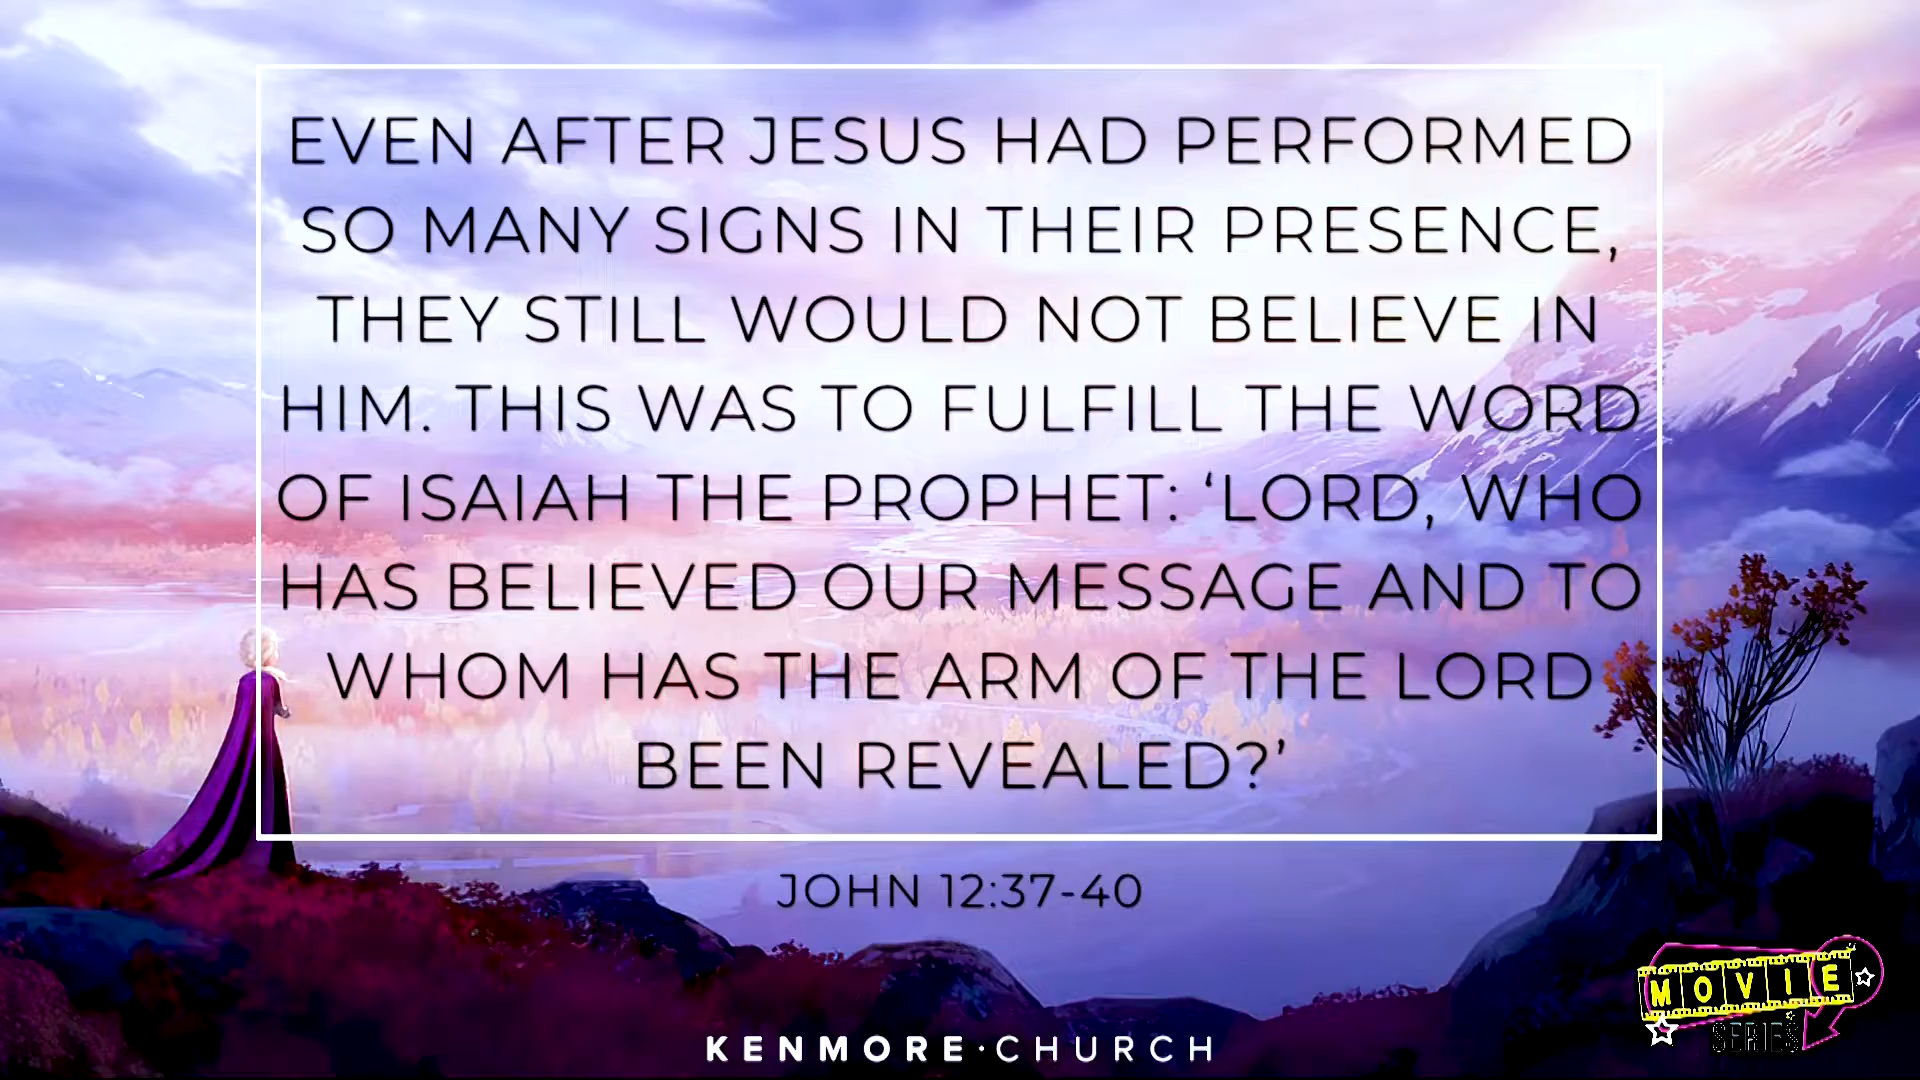 EVEN AFTER JESUS HAD PERFORMED
SO MANY SIGNS IN THEIR PRESENCE,
THEY STILL WOULD NOT BELIEVE IN
HIM. THIS WAS TO FULFILL THE WORD
OF ISAIAH THE PROPHET: ‘LORD, WHO
HAS BELIEVED OUR MESSAGE AND TO
WHOM HAS THE ARM OF THE LORD
BEEN REVEALED?’
JOHN 12:37-40
MOVIE
SERIES
KENMORE·CHURCH